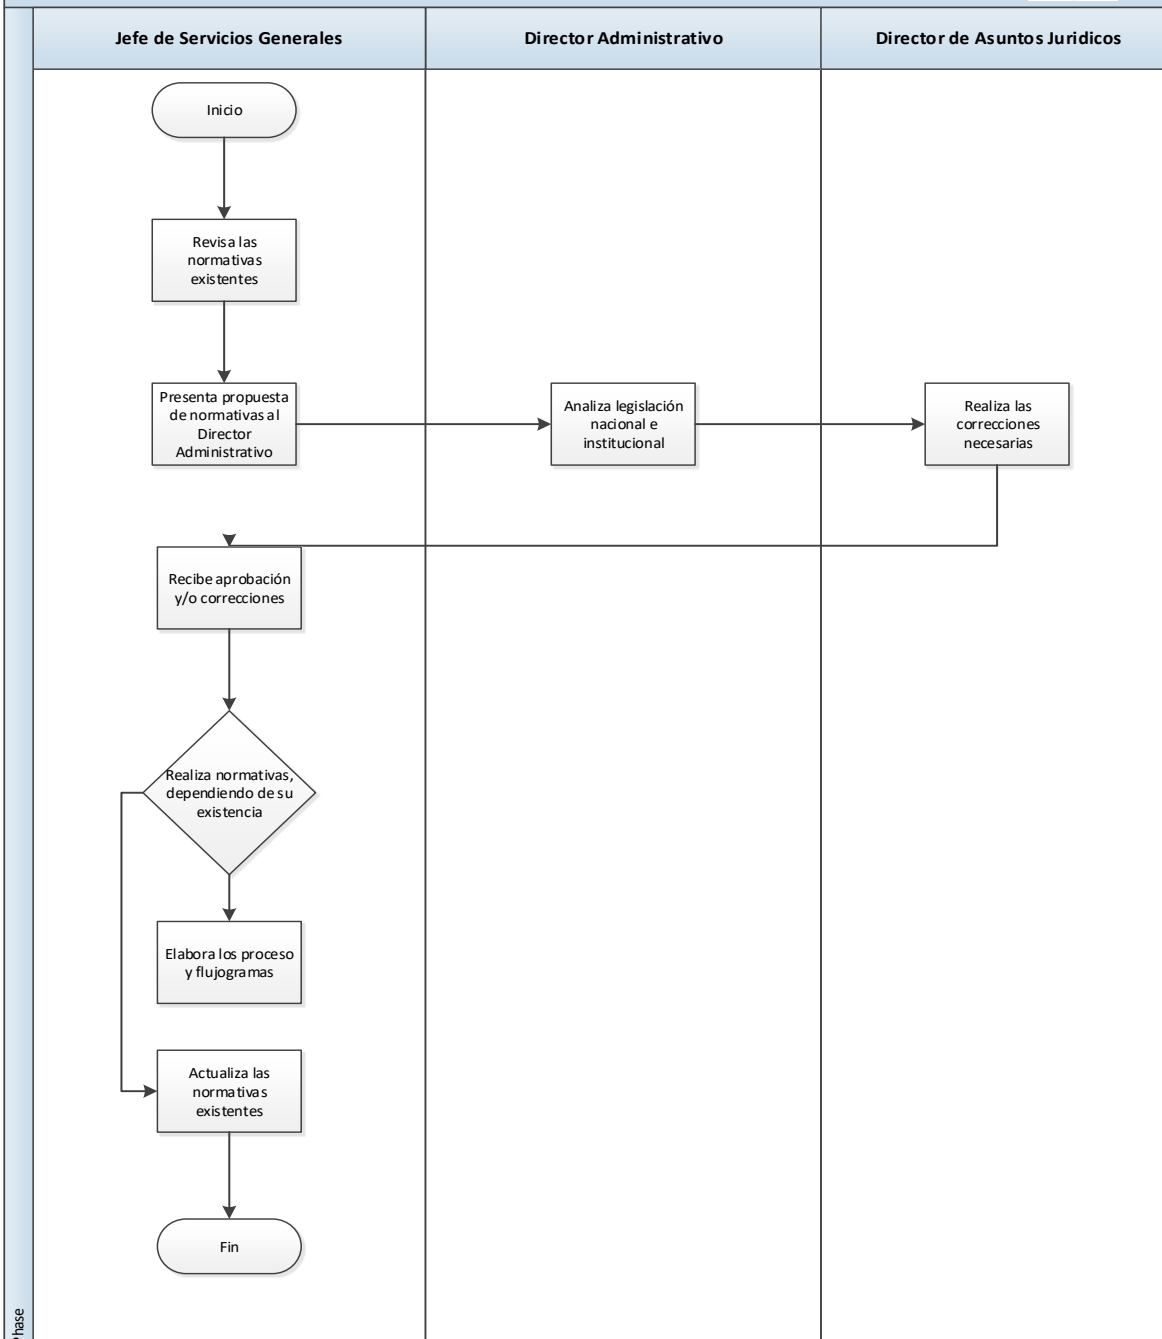 Jefe de Servicios Generales
Director Administrativo
Director de Asuntos Juridicos
Inicio
Revisa las
normativas
existentes
Presenta propuesta
de normativas al
Director
Administrativo
Analiza legislación
nacional e
institucional
Realiza las
correcciones
necesarias
Recibe aprobación
y/o correcciones
Realiza normativas,
dependiendo de su
existencia
Elabora los proceso
y flujogramas
Actualiza las
normativas
existentes
Fin
Phase